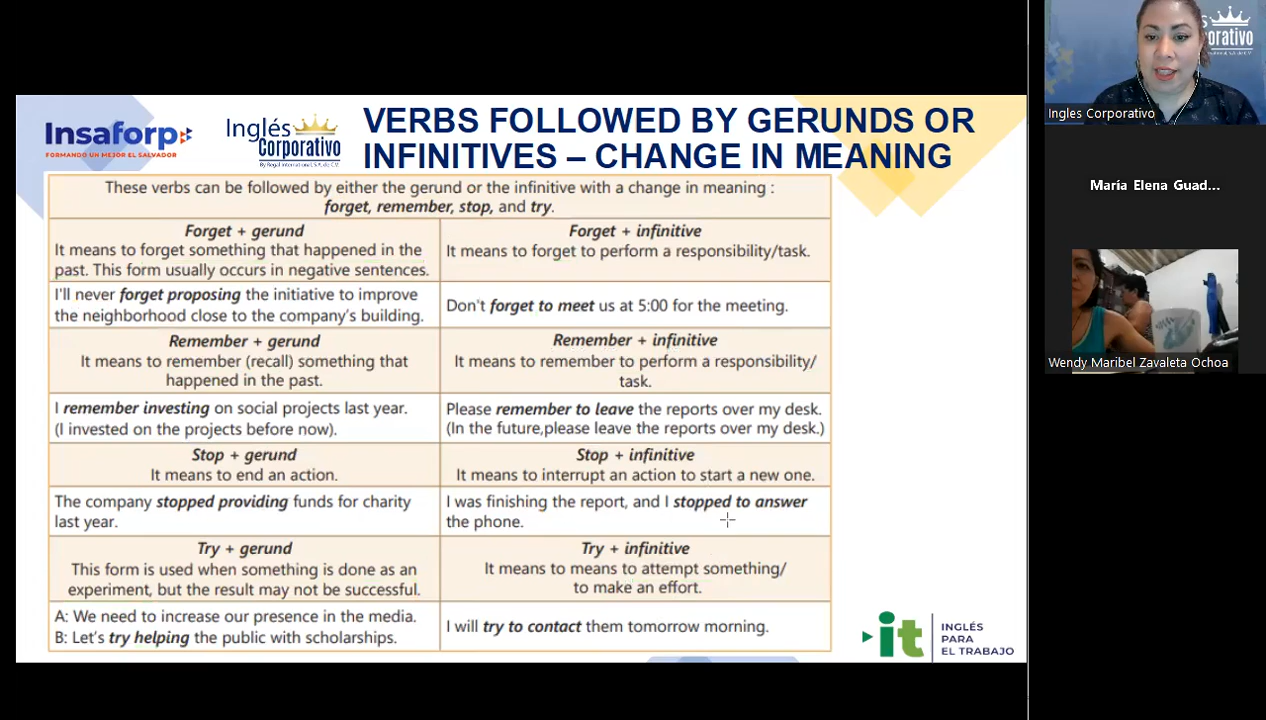 Insaforp
FORMANDO UN MEJOR EL SALVADOR
Inglés
Corporativo
By Regal International S.A. de C.V.
VERBS FOLLOWED BY GERUNDS OR
INFINITIVES – CHANGE IN MEANING
These verbs can be followed by either the gerund or the infinitive with a change in meaning :
forget, remember, stop, and try.
Forget + gerund
It means to forget something that happened in the
past. This form usually occurs in negative sentences.
Forget + infinitive
It means to forget to perform a responsibility/task.
I'll never forget proposing the initiative to improve
the neighborhood close to the company's building.
Don't forget to meet us at 5:00 for the meeting.
Remember + gerund
It means to remember (recall) something that
happened in the past.
Remember + infinitive
It means to remember to perform a responsibility/
task.
I remember investing on social projects last year.
(I invested on the projects before now).
Please remember to leave the reports over my desk.
(In the future,please leave the reports over my desk.)
Stop + gerund
It means to end an action.
Stop + infinitive
It means to interrupt an action to start a new one.
The company stopped providing funds for charity
last year.
I was finishing the report, and I stopped to answer
the phone.
Try + gerund
This form is used when something is done as an
experiment, but the result may not be successful.
Try + infinitive
It means to means to attempt something/
to make an effort.
A: We need to increase our presence in the media.
B: Let's try helping the public with scholarships.
I will try to contact them tomorrow morning.
it
INGLÉS
PARA
EL TRABAJO
Ingles Corporativo
María Elena Guad...
Wendy Maribel Zavaleta Ochoa